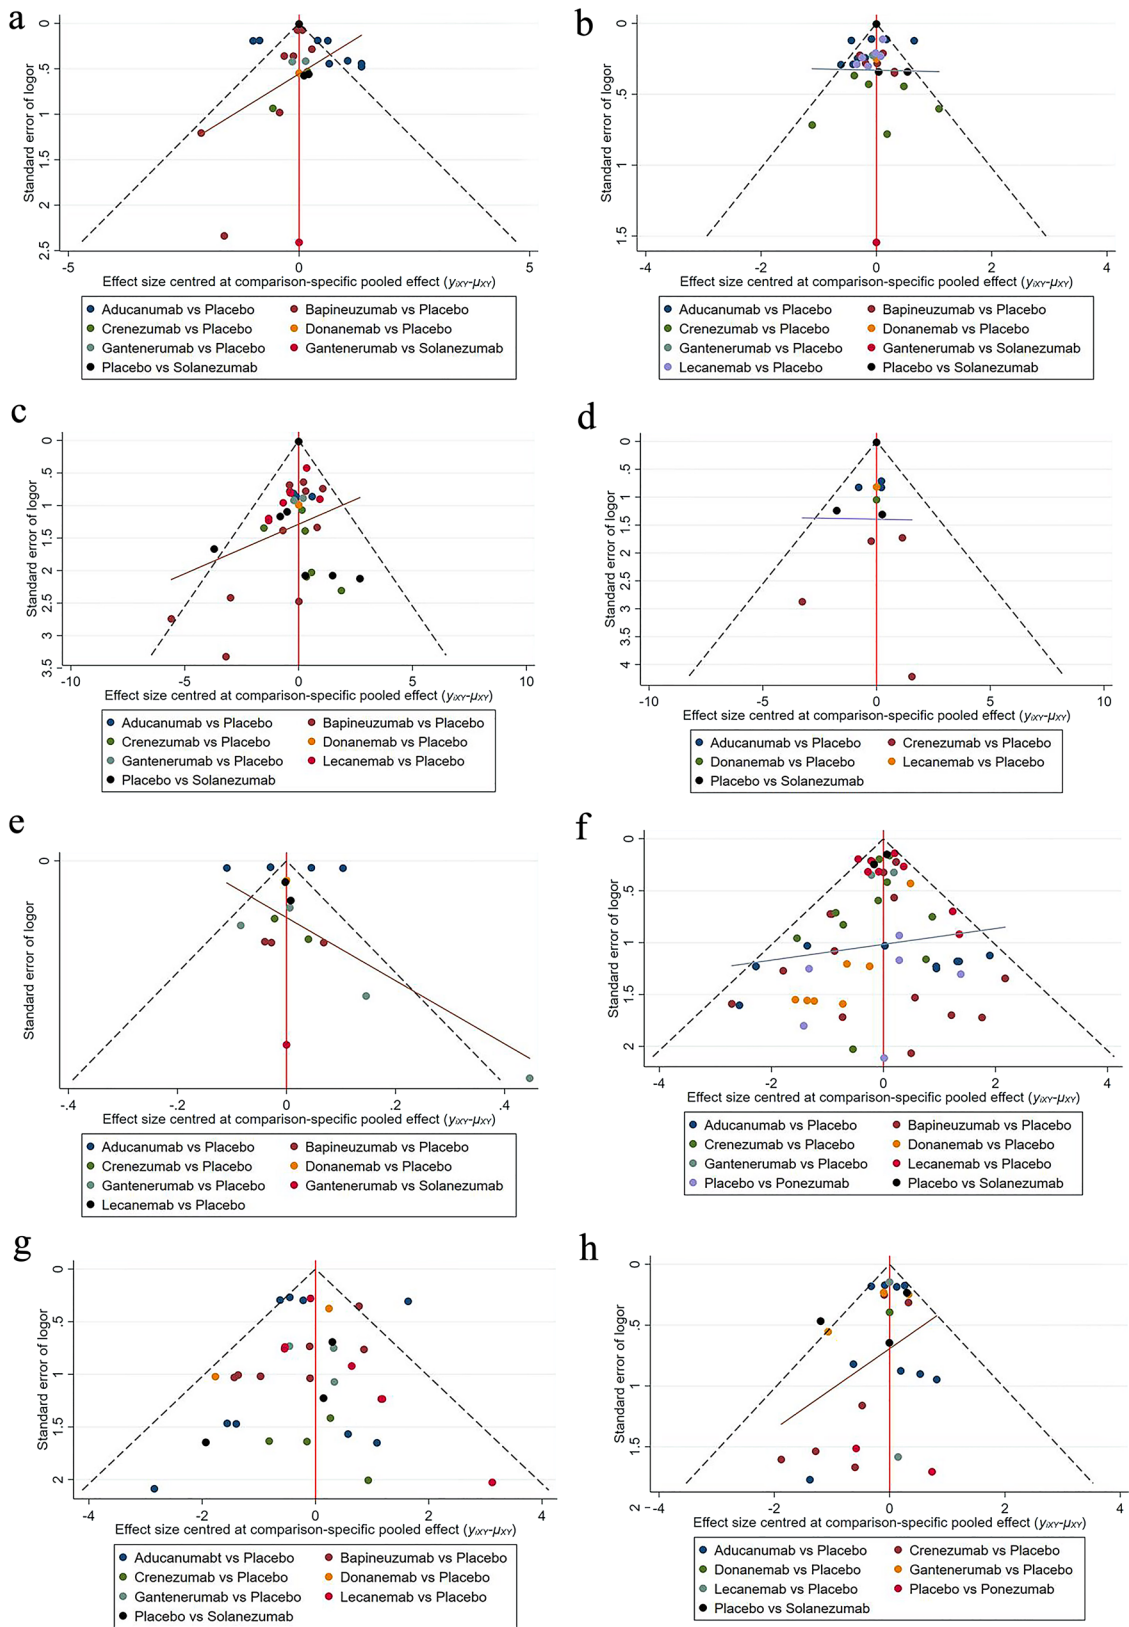 a
Standard error of logor
0
.5
1
1.5
2
2.5
-5
0
5
Effect size centred at comparison-specific pooled effect (yiXY-μXY)
Aducanumab vs Placebo
Bapineuzumab vs Placebo
Crenezumab vs Placebo
Donanemab vs Placebo
Gantenerumab vs Placebo
Gantenerumab vs Solanezumab
Placebo vs Solanezumab
b
Standard error of logor
0
.5
1
1.5
-4
-2
0
2
4
Effect size centred at comparison-specific pooled effect (yiXY-μXY)
Aducanumab vs Placebo
Bapineuzumab vs Placebo
Crenezumab vs Placebo
Donanemab vs Placebo
Gantenerumab vs Placebo
Gantenerumab vs Solanezumab
Lecanemab vs Placebo
Placebo vs Solanezumab
c
Standard error of logor
0
.5
1
1.5
2
2.5
3
3.5
-10
-5
0
5
10
Effect size centred at comparison-specific pooled effect (yiXY-μXY)
Aducanumab vs Placebo
Bapineuzumab vs Placebo
Crenezumab vs Placebo
Donanemab vs Placebo
Gantenerumab vs Placebo
Lecanemab vs Placebo
Placebo vs Solanezumab
d
Standard error of logor
0
.5
1
1.5
2
2.5
3
3.5
4
-10
-5
0
5
10
Effect size centred at comparison-specific pooled effect (yiXY-μXY)
Aducanumab vs Placebo
Crenezumab vs Placebo
Donanemab vs Placebo
Lecanemab vs Placebo
Placebo vs Solanezumab
e
Standard error of logor
0
-.4
-.2
0
.2
.4
Effect size centred at comparison-specific pooled effect (yiXY-μXY)
Aducanumab vs Placebo
Bapineuzumab vs Placebo
Crenezumab vs Placebo
Donanemab vs Placebo
Gantenerumab vs Placebo
Gantenerumab vs Solanezumab
Lecanemab vs Placebo
f
Standard error of logor
0
.5
1
1.5
2
-4
-2
0
2
4
Effect size centred at comparison-specific pooled effect (yiXY-μXY)
Aducanumab vs Placebo
Bapineuzumab vs Placebo
Crenezumab vs Placebo
Donanemab vs Placebo
Gantenerumab vs Placebo
Lecanemab vs Placebo
Placebo vs Ponezumab
Placebo vs Solanezumab
g
Standard error of logor
0
.5
1
1.5
2
-4
-2
0
2
4
Effect size centred at comparison-specific pooled effect (yiXY-μXY)
Aducanumabt vs Placebo
Bapineuzumab vs Placebo
Crenezumab vs Placebo
Donanemab vs Placebo
Gantenerumab vs Placebo
Lecanemab vs Placebo
Placebo vs Solanezumab
h
Standard error of logor
0
.5
1
1.5
2
-4
-2
0
2
4
Effect size centred at comparison-specific pooled effect (yiXY-μXY)
Aducanumab vs Placebo
Crenezumab vs Placebo
Donanemab vs Placebo
Gantenerumab vs Placebo
Lecanemab vs Placebo
Placebo vs Ponezumab
Placebo vs Solanezumab